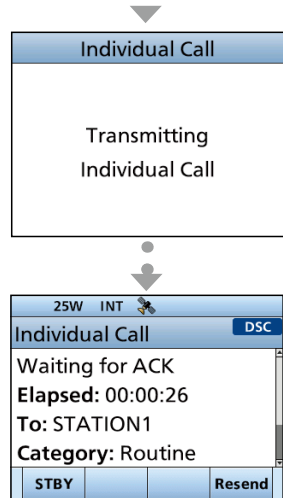 Individual Call
Transmitting
Individual Call
25W INT
Individual Call DSC
Waiting for ACK
Elapsed: 00:00:26
To: STATION1
Category: Routine
STBY Resend